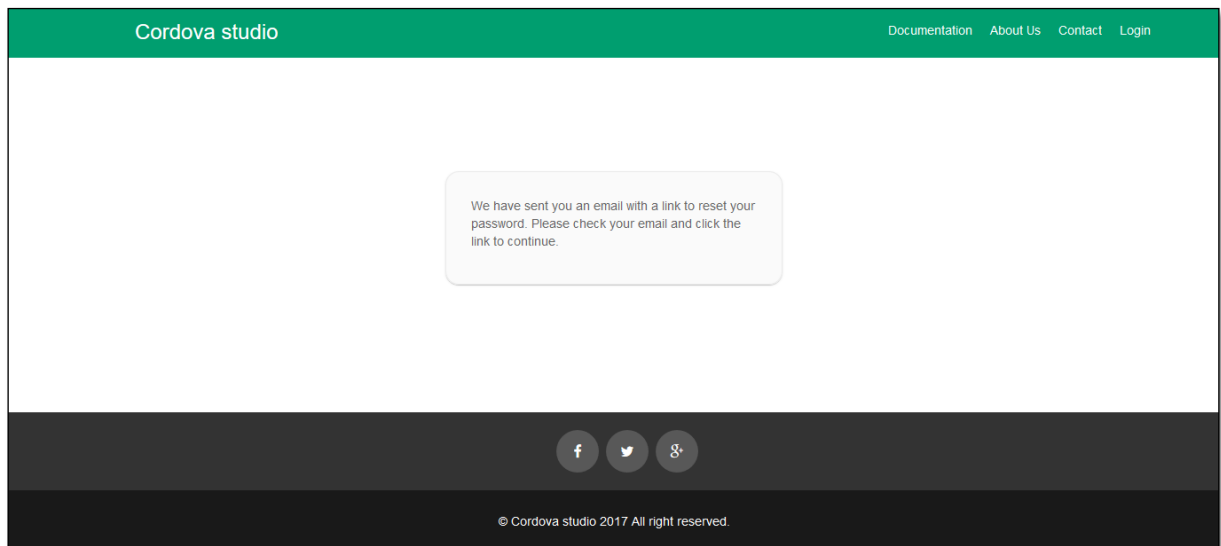 Cordova studio
Documentation About Us Contact Login
We have sent you an email with a link to reset your
password. Please check your email and click the
link to continue.
© Cordova studio 2017 All right reserved.